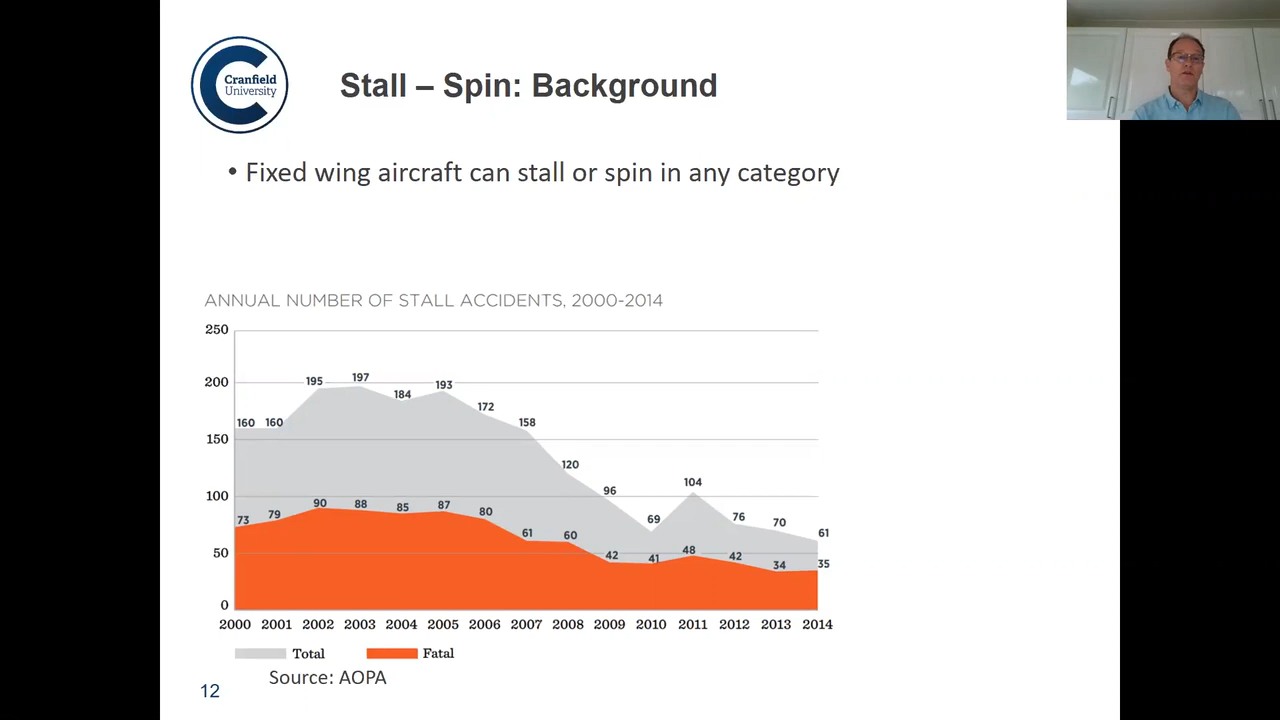 Cranfield
University
Stall – Spin: Background
• Fixed wing aircraft can stall or spin in any category
ANNUAL NUMBER OF STALL ACCIDENTS, 2000-2014
250
200
150
100
50
0
160 160 195 197 184 193 172 158 120 96 69 104 76 70 61
73 79 90 88 85 87 80 61 60 42 41 48 42 34 35
2000 2001 2002 2003 2004 2005 2006 2007 2008 2009 2010 2011 2012 2013 2014
Total Fatal
Source: AOPA
12